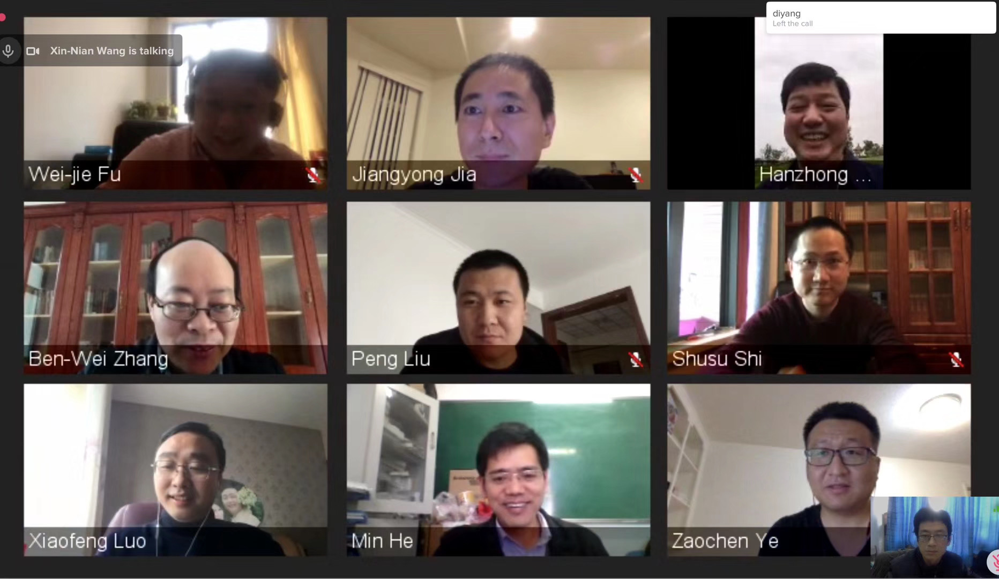 diyang
Left the call
Xin-Nian Wang is talking
Wei-jie Fu
Jiangyong Jia
Hanzhong ...
Ben-Wei Zhang
Peng Liu
Shusu Shi
Xiaofeng Luo
Min He
Zaochen Ye